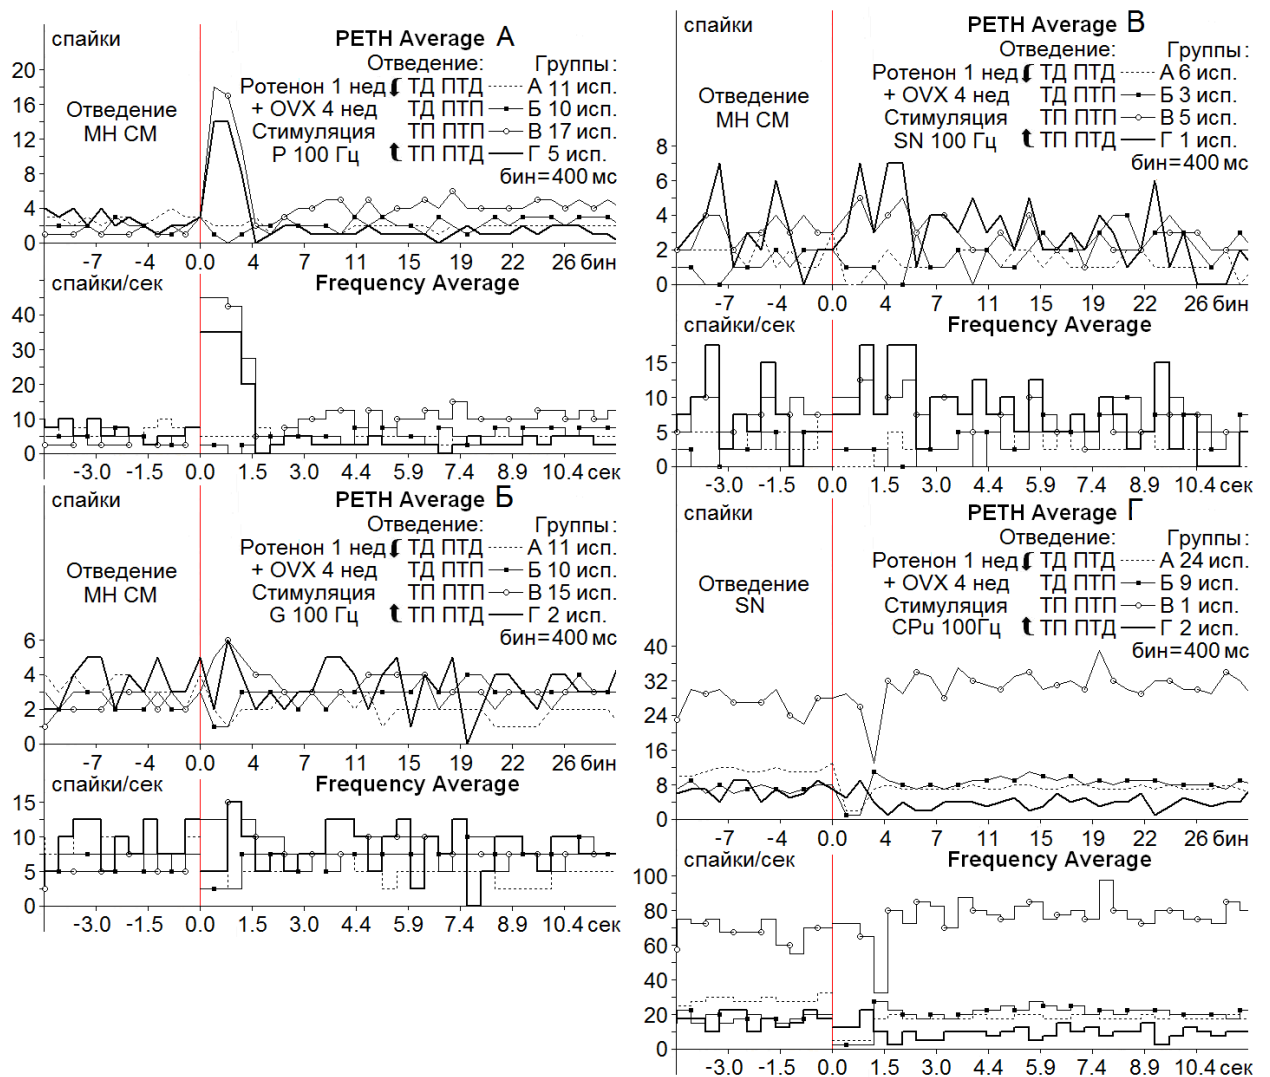 спайки
PETH Average А
Отведение: Группы:
Ротенон 1 нед ТД ПТД А 11 исп.
+ OVX 4 нед ТД ПТП Б 10 исп.
Стимуляция ТП ПТП В 17 исп.
P 100 Гц ТП ПТД Г 5 исп.
бин=400 мс
Отведение
МН СМ
20
16
12
8
4
0
-7 -4 0.0 4 7 11 15 19 22 26 бин
спайки/сек Frequency Average
40
30
20
10
0
-3.0 -1.5 0.0 1.5 3.0 4.4 5.9 7.4 8.9 10.4 сек
спайки
PETH Average Б
Отведение: Группы:
Ротенон 1 нед ТД ПТД А 11 исп.
+ OVX 4 нед ТД ПТП Б 10 исп.
Стимуляция ТП ПТП В 15 исп.
G 100 Гц ТП ПТД Г 2 исп.
бин=400 мс
Отведение
МН СМ
6
4
2
0
-7 -4 0.0 4 7 11 15 19 22 26 бин
спайки/сек Frequency Average
15
10
5
0
-3.0 -1.5 0.0 1.5 3.0 4.4 5.9 7.4 8.9 10.4 сек
спайки
PETH Average В
Отведение: Группы:
Ротенон 1 нед ТД ПТД А 6 исп.
+ OVX 4 нед ТД ПТП Б 3 исп.
Стимуляция ТП ПТП В 5 исп.
SN 100 Гц ТП ПТД Г 1 исп.
бин=400 мс
Отведение
МН СМ
8
6
4
2
0
-7 -4 0.0 4 7 11 15 19 22 26 бин
спайки/сек Frequency Average
15
10
5
0
-3.0 -1.5 0.0 1.5 3.0 4.4 5.9 7.4 8.9 10.4 сек
спайки
PETH Average Г
Отведение: Группы:
Ротенон 1 нед ТД ПТД А 24 исп.
+ OVX 4 нед ТД ПТП Б 9 исп.
Стимуляция ТП ПТП В 1 исп.
CPu 100Гц ТП ПТД Г 2 исп.
бин=400 мс
Отведение
SN
40
32
24
16
8
0
-7 -4 0.0 4 7 11 15 19 22 26 бин
спайки/сек Frequency Average
100
80
60
40
20
0
-3.0 -1.5 0.0 1.5 3.0 4.4 5.9 7.4 8.9 10.4 сек